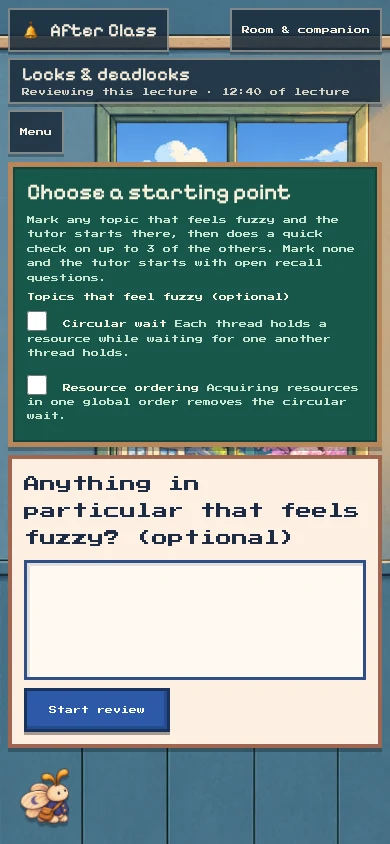 After Class
Room & companion
Locks & deadlocks
Reviewing this lecture · 12:40 of lecture
Menu
Choose a starting point
Mark any topic that feels fuzzy and the
tutor starts there, then does a quick
check on up to 3 of the others. Mark none
and the tutor starts with open recall
questions.
Topics that feel fuzzy (optional)
Circular wait Each thread holds a
resource while waiting for one another
thread holds.
Resource ordering Acquiring resources
in one global order removes the circular
wait.
Anything in
particular that feels
fuzzy? (optional)
Start review